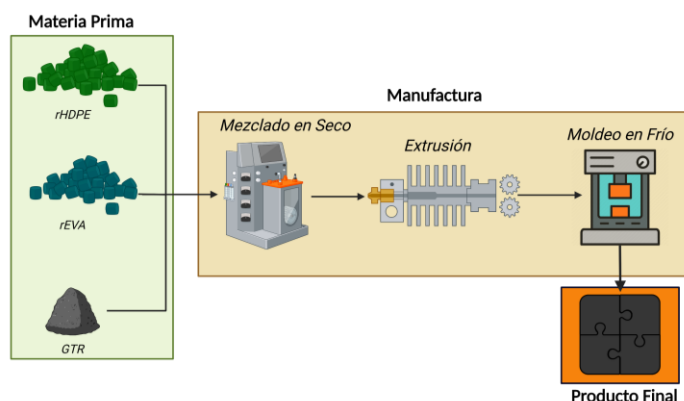 Materia Prima
rHDPE
rEVA
GTR
Manufactura
Mezclado en Seco
Extrusión
Moldeo en Frío
Producto Final